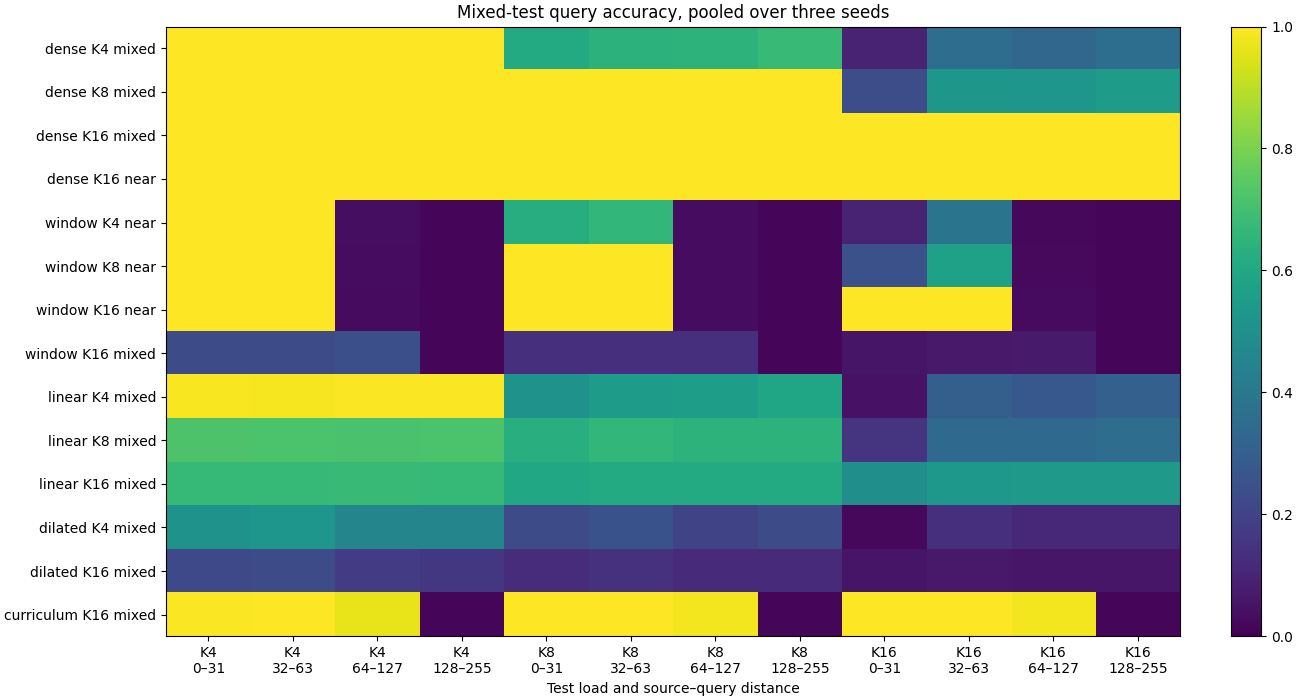 Mixed-test query accuracy, pooled over three seeds
dense K4 mixed
dense K8 mixed
dense K16 mixed
dense K16 near
window K4 near
window K8 near
window K16 near
window K16 mixed
linear K4 mixed
linear K8 mixed
linear K16 mixed
dilated K4 mixed
dilated K16 mixed
curriculum K16 mixed
K4 K4 K4 K4 K8 K8 K8 K8 K16 K16 K16 K16
0–31 32–63 64–127 128–255 0–31 32–63 64–127 128–255 0–31 32–63 64–127 128–255
Test load and source–query distance
1.0
0.8
0.6
0.4
0.2
0.0